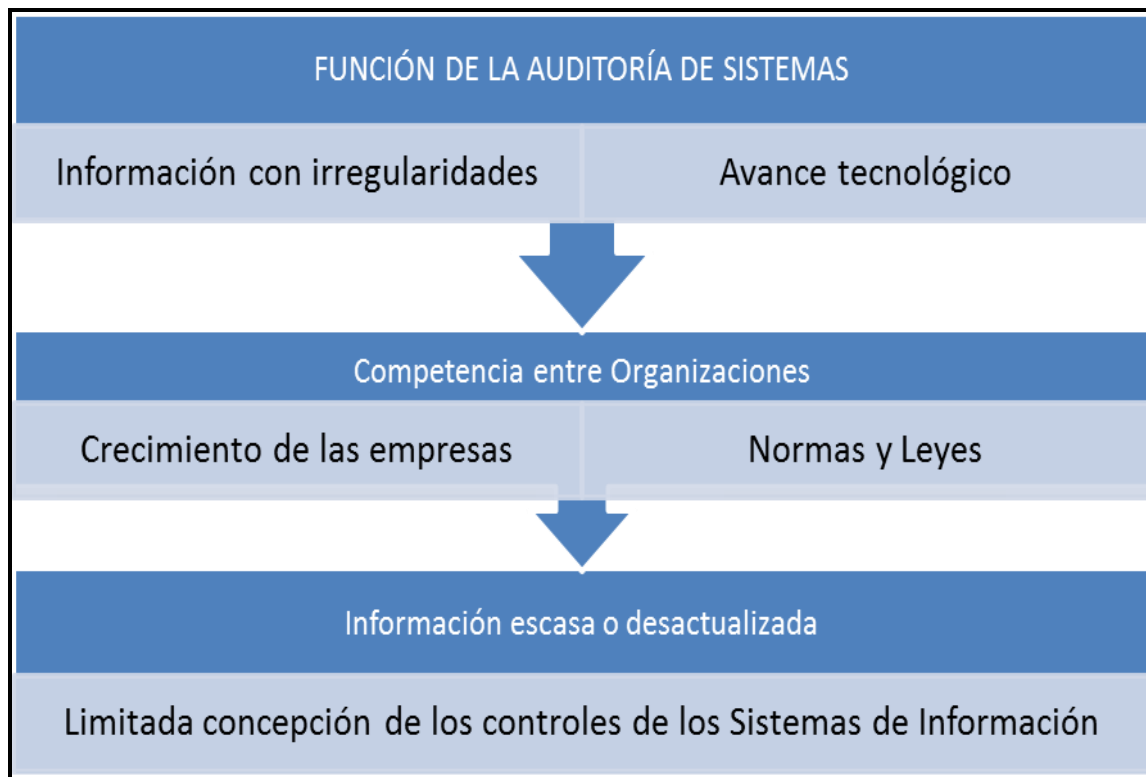 FUNCIÓN DE LA AUDITORÍA DE SISTEMAS
Información con irregularidades
Avance tecnológico
Competencia entre Organizaciones
Crecimiento de las empresas
Normas y Leyes
Información escasa o desactualizada
Limitada concepción de los controles de los Sistemas de Información